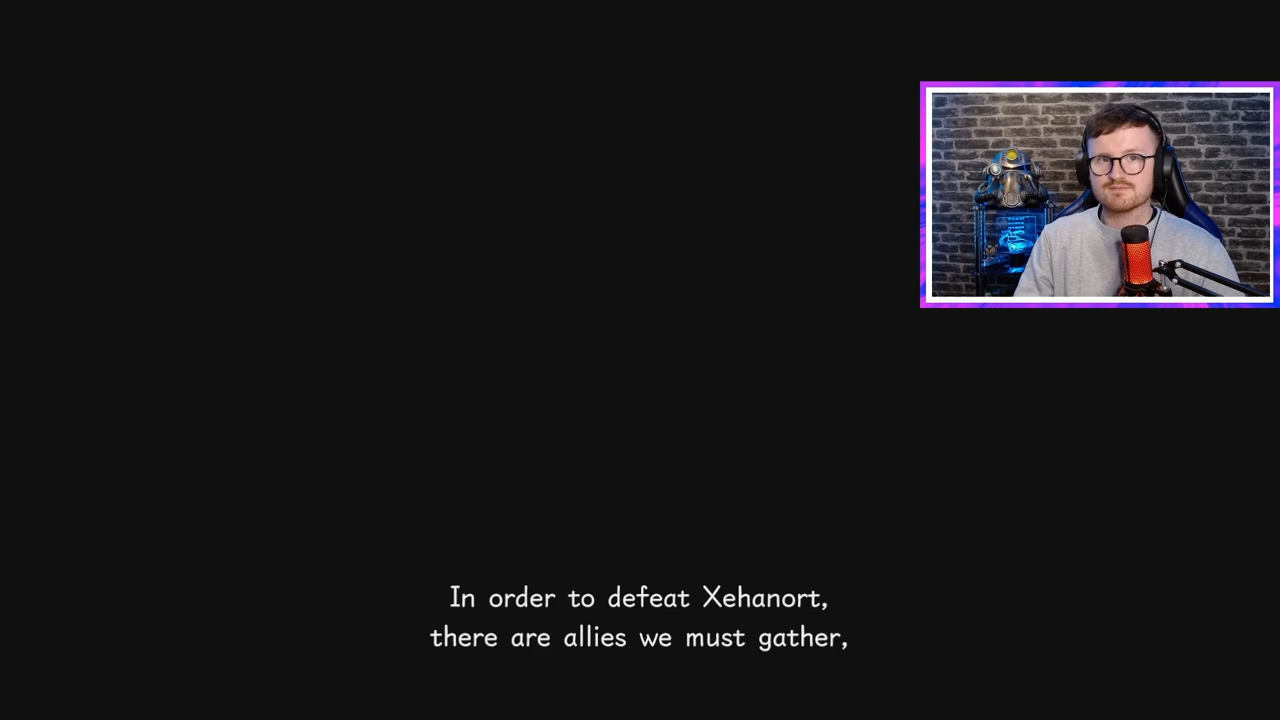 In order to defeat Xehanort,
there are allies we must gather,